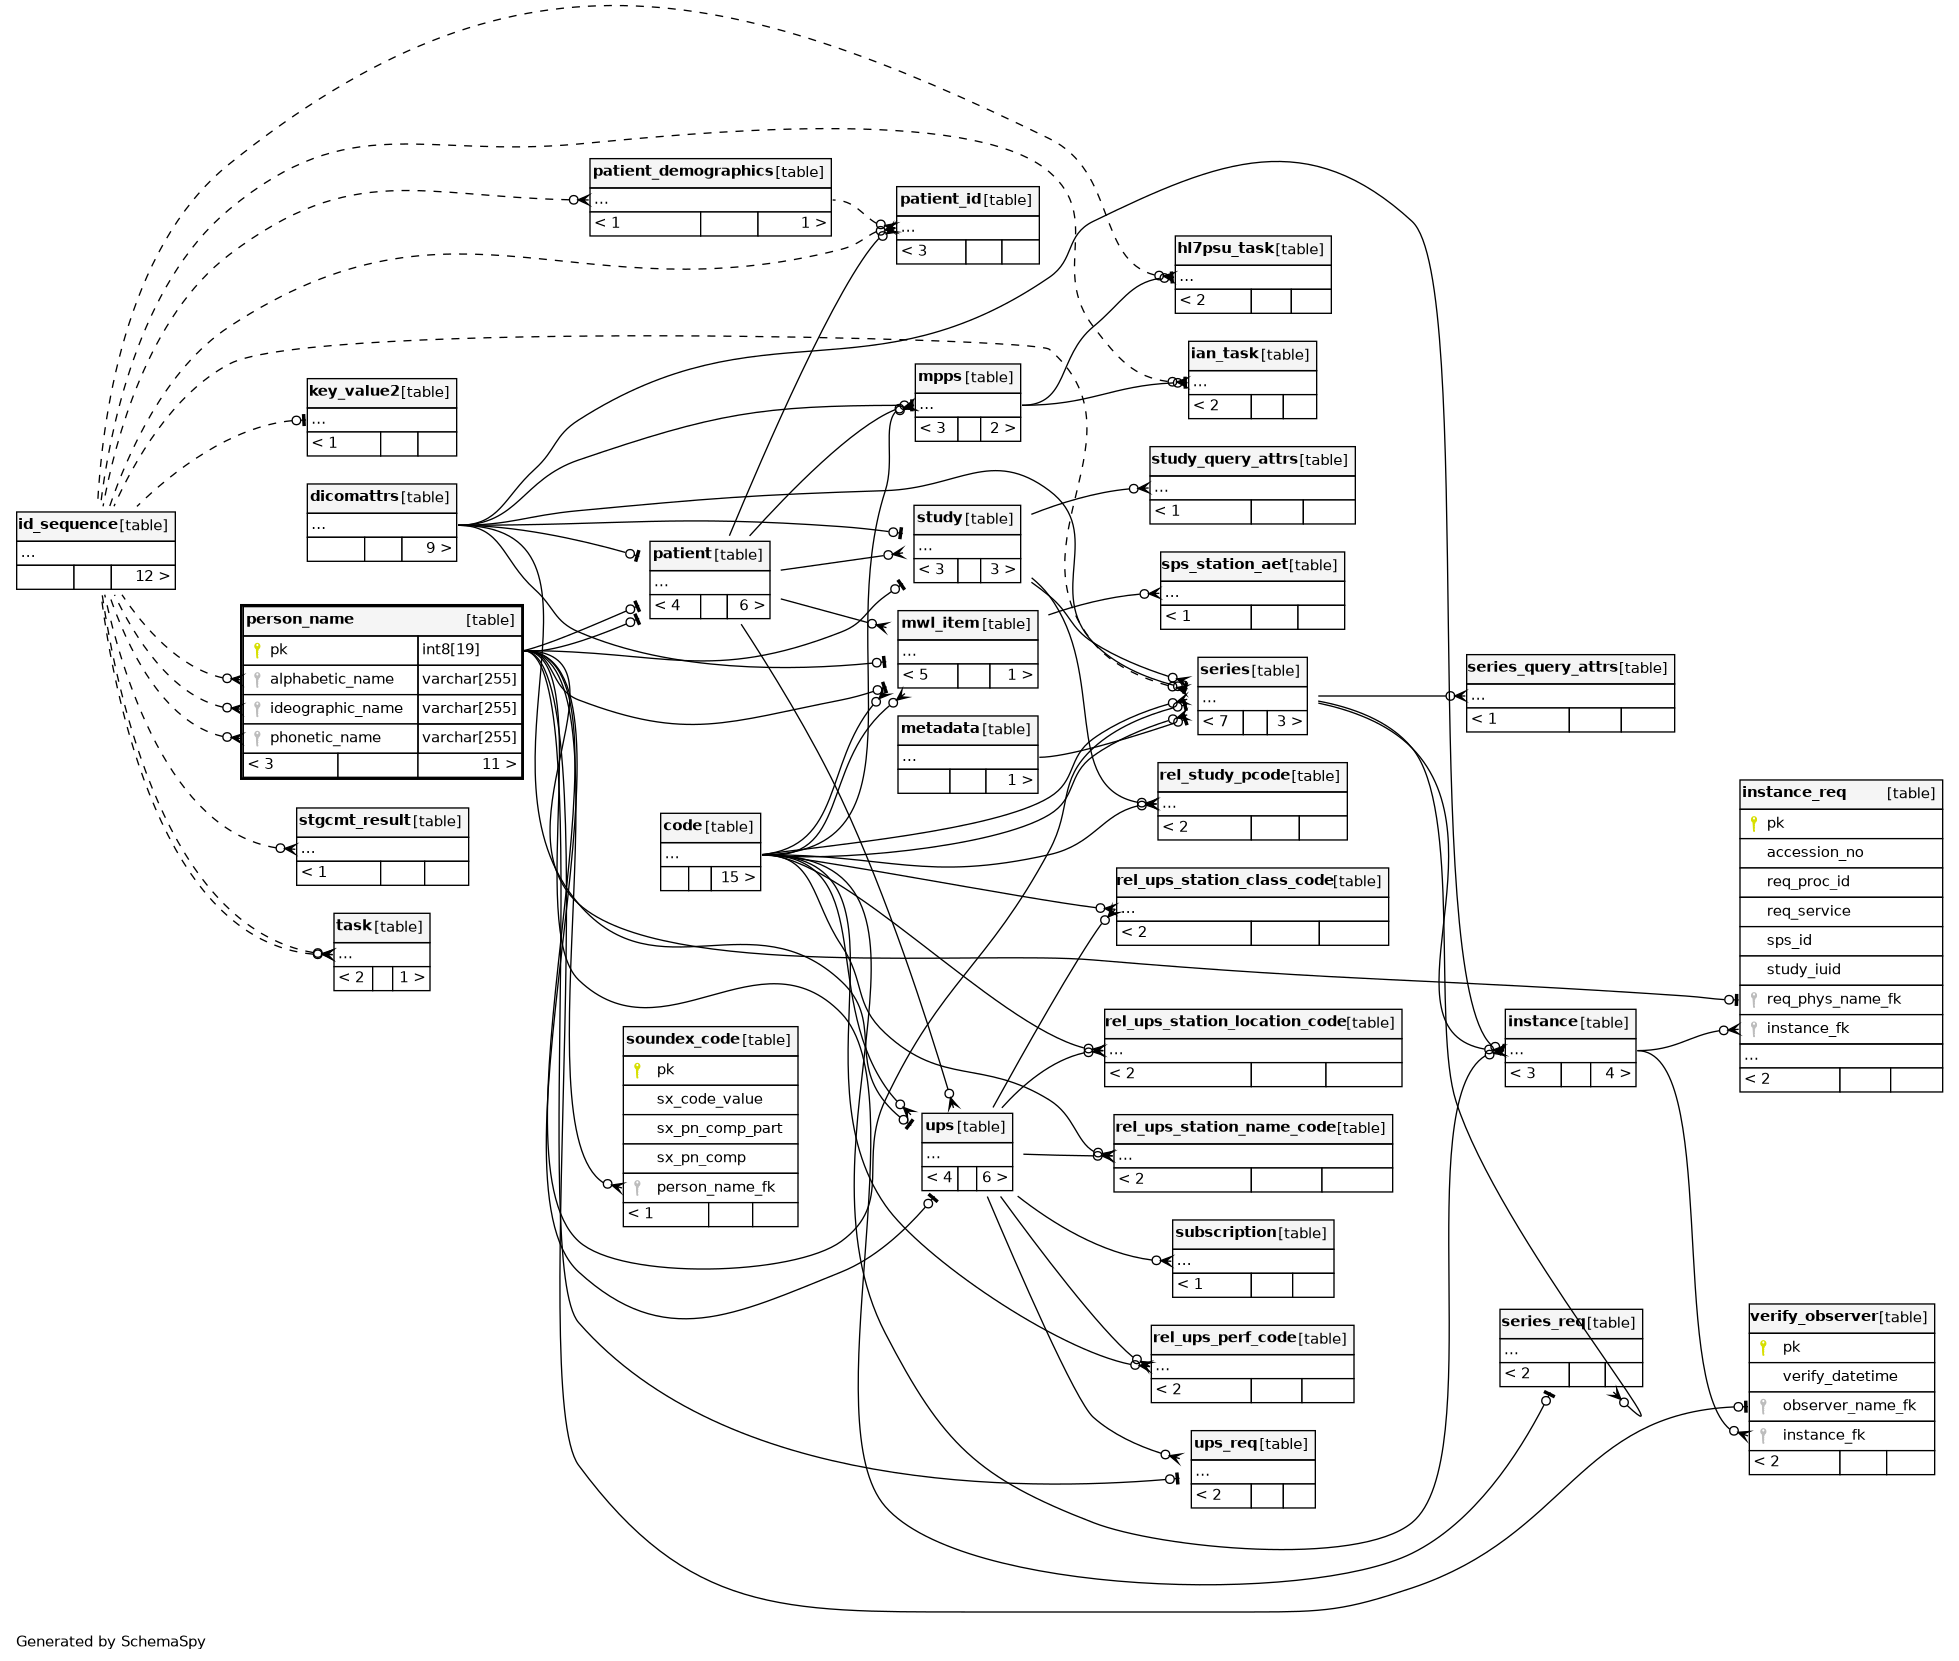 patient_demographics [table]
...
< 1 1 >
patient_id [table]
...
< 3
hl7psu_task [table]
...
< 2
ian_task [table]
...
< 2
key_value2 [table]
...
< 1
mpps [table]
...
< 3 2 >
study_query_attrs [table]
...
< 1
dicomattrs [table]
...
9 >
id_sequence [table]
...
12 >
study [table]
...
< 3 3 >
patient [table]
...
< 4 6 >
sps_station_aet [table]
...
< 1
person_name [table]
pk int8[19]
alphabetic_name varchar[255]
ideographic_name varchar[255]
phonetic_name varchar[255]
< 3 11 >
mwl_item [table]
...
< 5 1 >
series [table]
...
< 7 3 >
series_query_attrs [table]
...
< 1
metadata [table]
...
1 >
rel_study_pcode [table]
...
< 2
instance_req [table]
pk
accession_no
req_proc_id
req_service
sps_id
study_iuid
req_phys_name_fk
instance_fk
...
< 2
stgcmt_result [table]
...
< 1
code [table]
...
15 >
rel_ups_station_class_code [table]
...
< 2
task [table]
...
< 2 1 >
rel_ups_station_location_code [table]
...
< 2
instance [table]
...
< 3 4 >
soundex_code [table]
pk
sx_code_value
sx_pn_comp_part
sx_pn_comp
person_name_fk
< 1
ups [table]
...
< 4 6 >
rel_ups_station_name_code [table]
...
< 2
subscription [table]
...
< 1
rel_ups_perf_code [table]
...
< 2
series_req [table]
...
< 2
verify_observer [table]
pk
verify_datetime
observer_name_fk
instance_fk
< 2
ups_req [table]
...
< 2
Generated by SchemaSpy